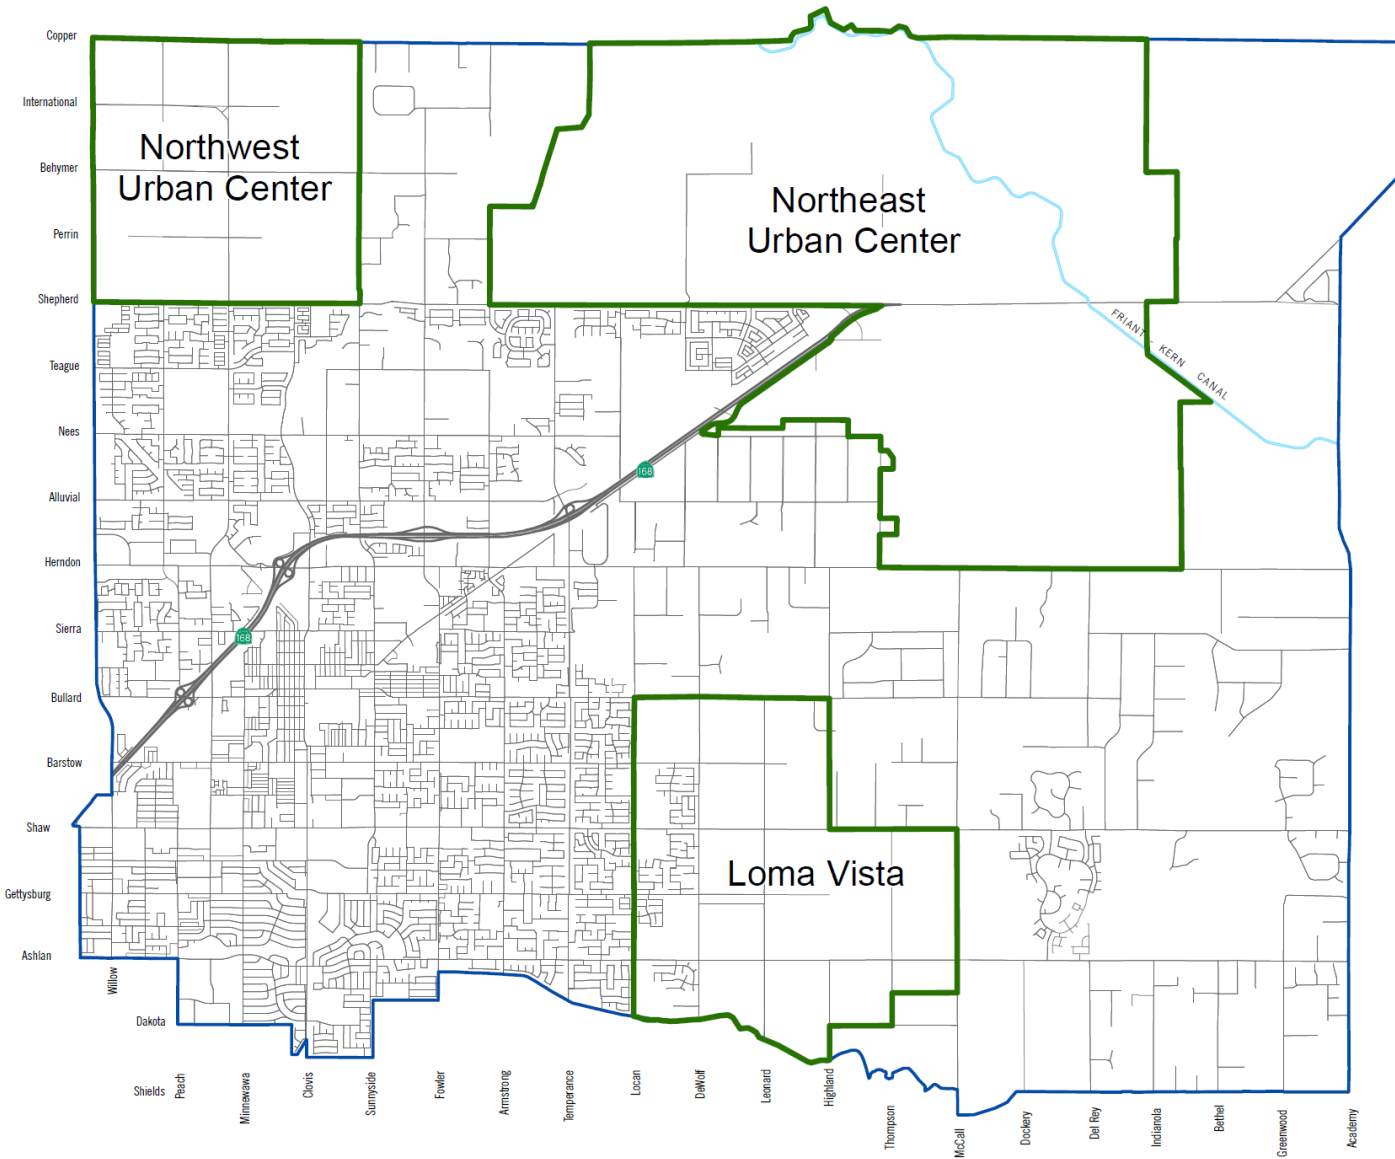 Copper
International
Behymer
Perrin
Shepherd
Teague
Nees
Alluvial
Herndon
Sierra
Bullard
Barstow
Shaw
Gettysburg
Ashlan
Dakota
Shields
Northwest
Urban Center
Northeast
Urban Center
FRIANT - KERN CANAL
168
168
Loma Vista
Willow
Peach
Minnewawa
Clovis
Sunnyside
Fowler
Armstrong
Temperance
Locan
DeWolf
Leonard
Highland
Thompson
McCall
Dockery
Del Rey
Indianola
Bethel
Greenwood
Academy